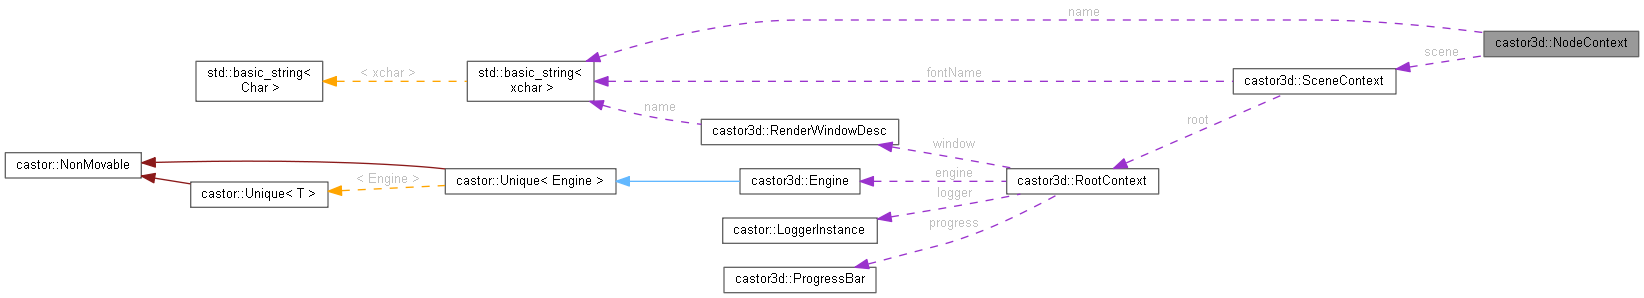 name
castor3d::NodeContext
scene
std::basic_string<
Char >
< xchar >
std::basic_string<
xchar >
fontName
castor3d::SceneContext
name
root
castor3d::RenderWindowDesc
window
castor::NonMovable
castor::Unique< T >
< Engine >
castor::Unique< Engine >
castor3d::Engine
engine
castor3d::RootContext
logger
castor::LoggerInstance
progress
castor3d::ProgressBar